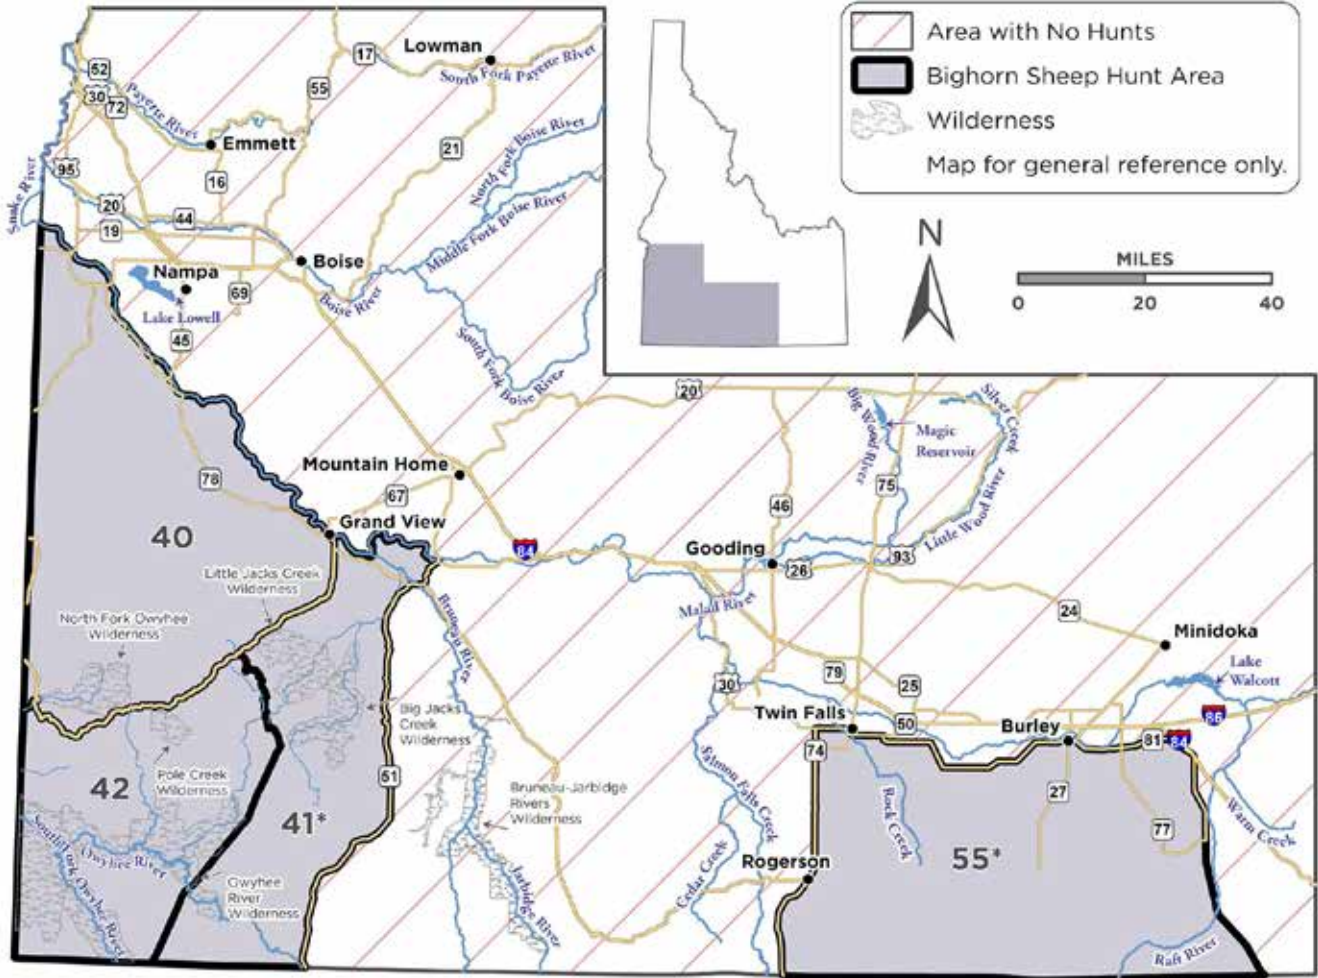 Area with No Hunts
Bighorn Sheep Hunt Area
Wilderness
Map for general reference only.
N
MILES
0 20 40
Lowman
17
South Fork Payette River
52
30
72
55
Payette River
Emmett
21
North Fork Boise River
95
16
Snake River
20
44
19
Middle Fork Boise River
Boise
Nampa
69
Boise River
Lake Lowell
45
South Fork Boise River
20
Big Wood River
Silver Creek
Magic
Reservoir
Mountain Home
78
67
46
75
Little Wood River
Grand View
40
84
Gooding
26
93
Little Jacks Creek
Wilderness
Malad River
24
North Fork Owyhee
Wilderness
Bruneau River
Minidoka
79
Lake
Walcott
30
25
Big Jacks
Creek
Wilderness
Twin Falls
50
Burley
86
81
84
74
Pole Creek
Wilderness
51
42
41*
Bruneau-Jarbidge
Rivers
Wilderness
Salmon Falls Creek
Rock Creek
27
77
Warm Creek
South Fork Owyhee River
Owyhee River
Owyhee
River
Wilderness
Jarbidge River
Cedar Creek
Rogerson
55*
Raft River